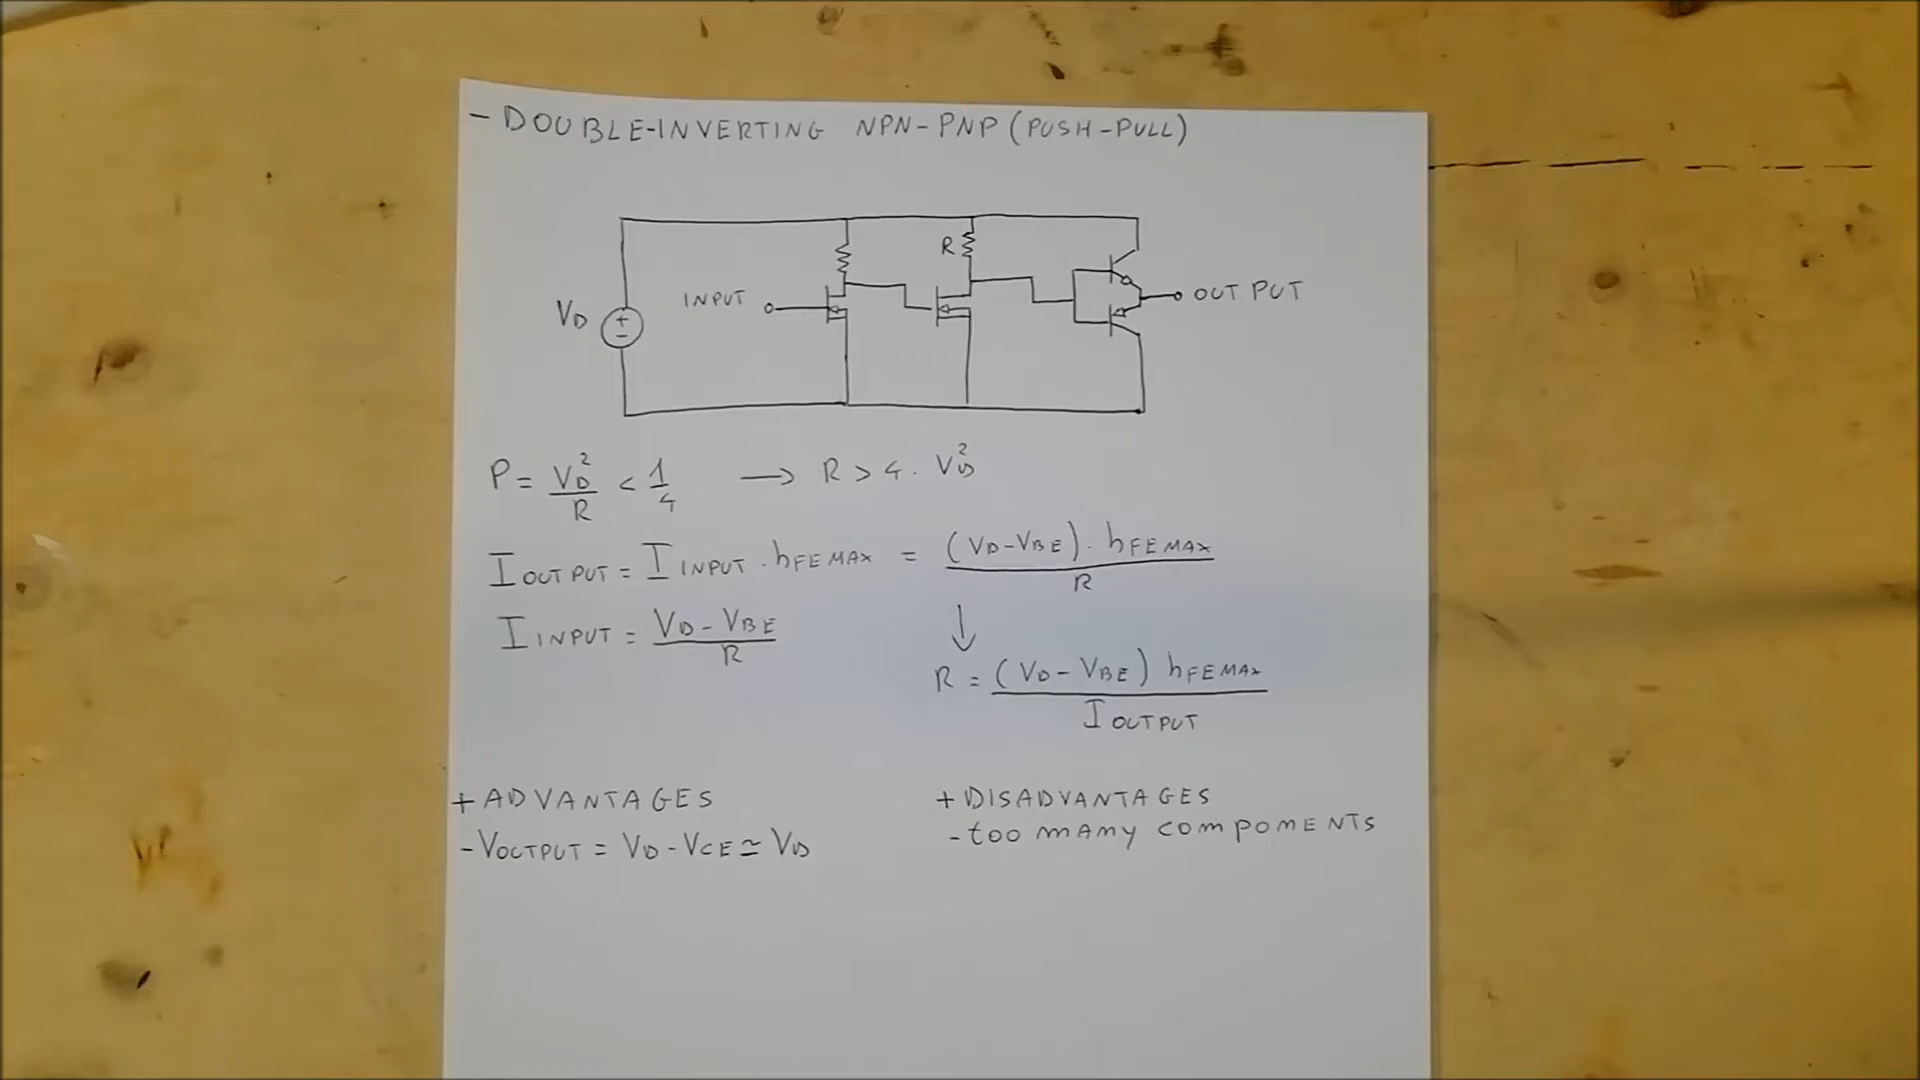 - DOUBLE-INVERTING NPN-PNP (PUSH-PULL)
R
INPUT
OUTPUT
VD
+
-
P = VD² / R < 1/4 → R > 4 · VD²
IOUTPUT = IINPUT · hFEMAX = (VD-VBE) · hFEMAX / R
IINPUT = VD - VBE / R
↓
R = (VD - VBE) hFEMAX / IOUTPUT
+ ADVANTAGES
- VOUTPUT = VD - VCE ≃ VD
+ DISADVANTAGES
- too many compoments